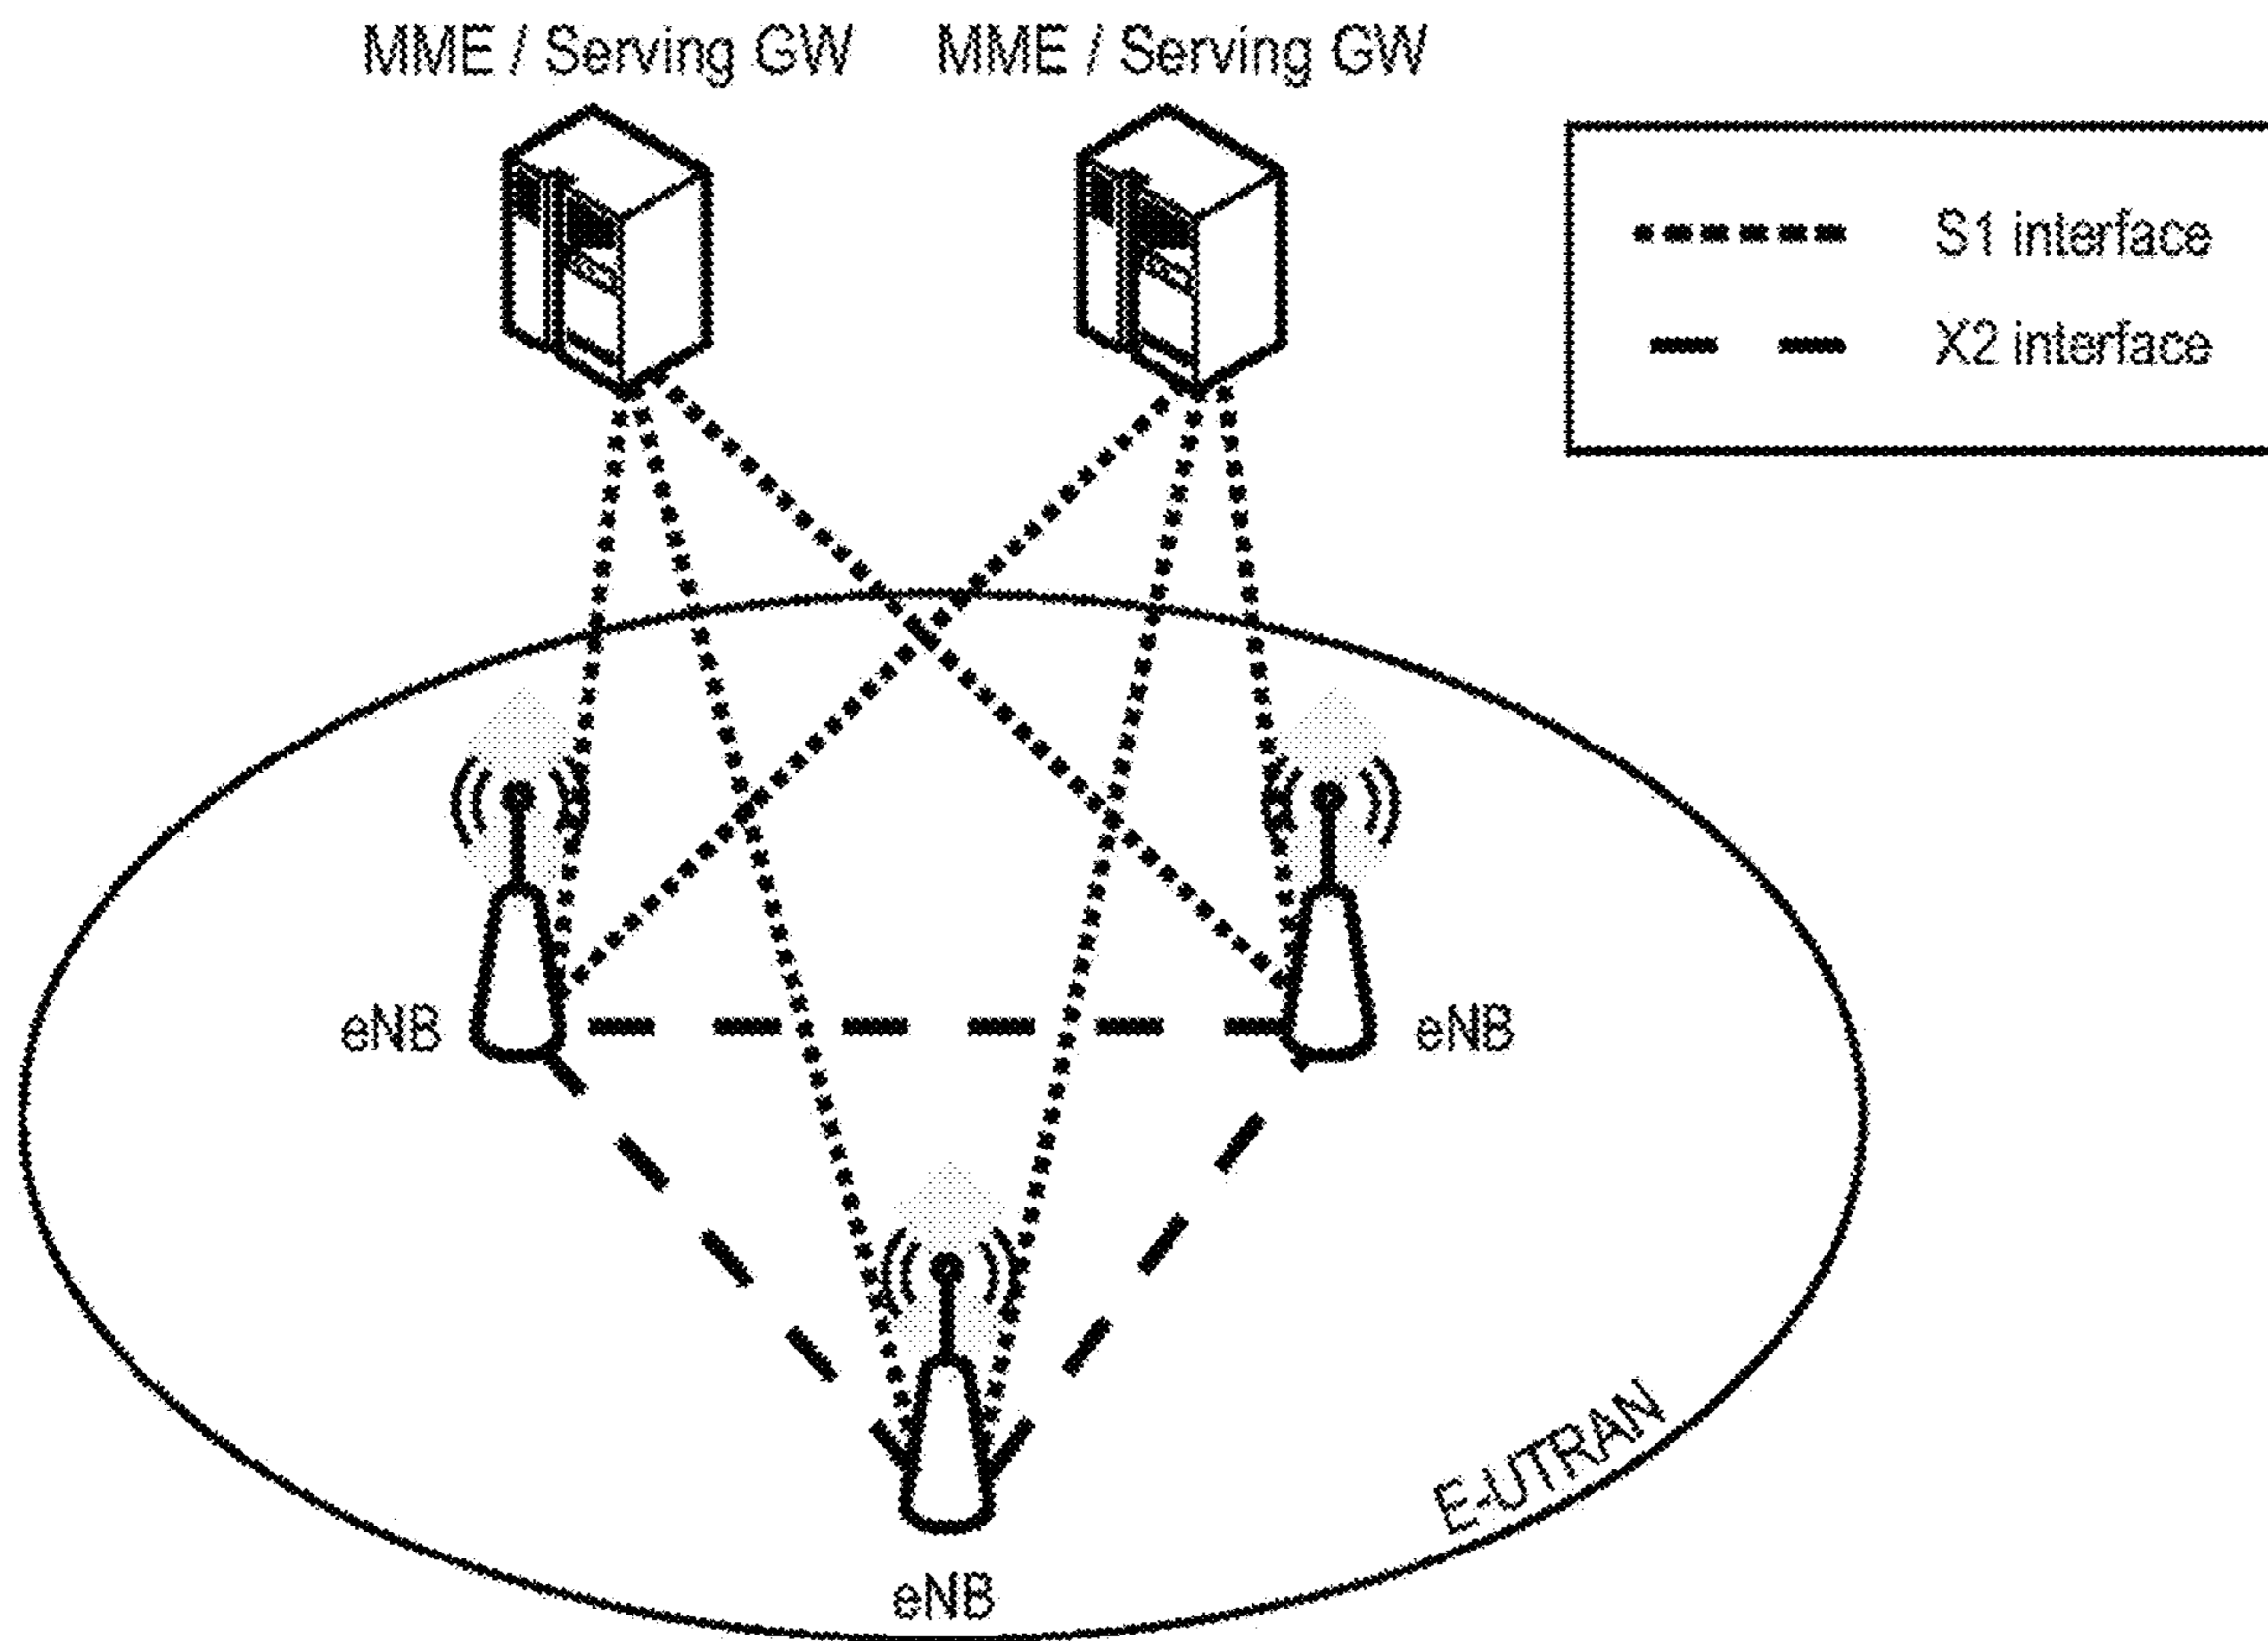 MME / Serving GW
MME / Serving GW
S1 interface
X2 interface
eNB
eNB
E-UTRAN
eNB